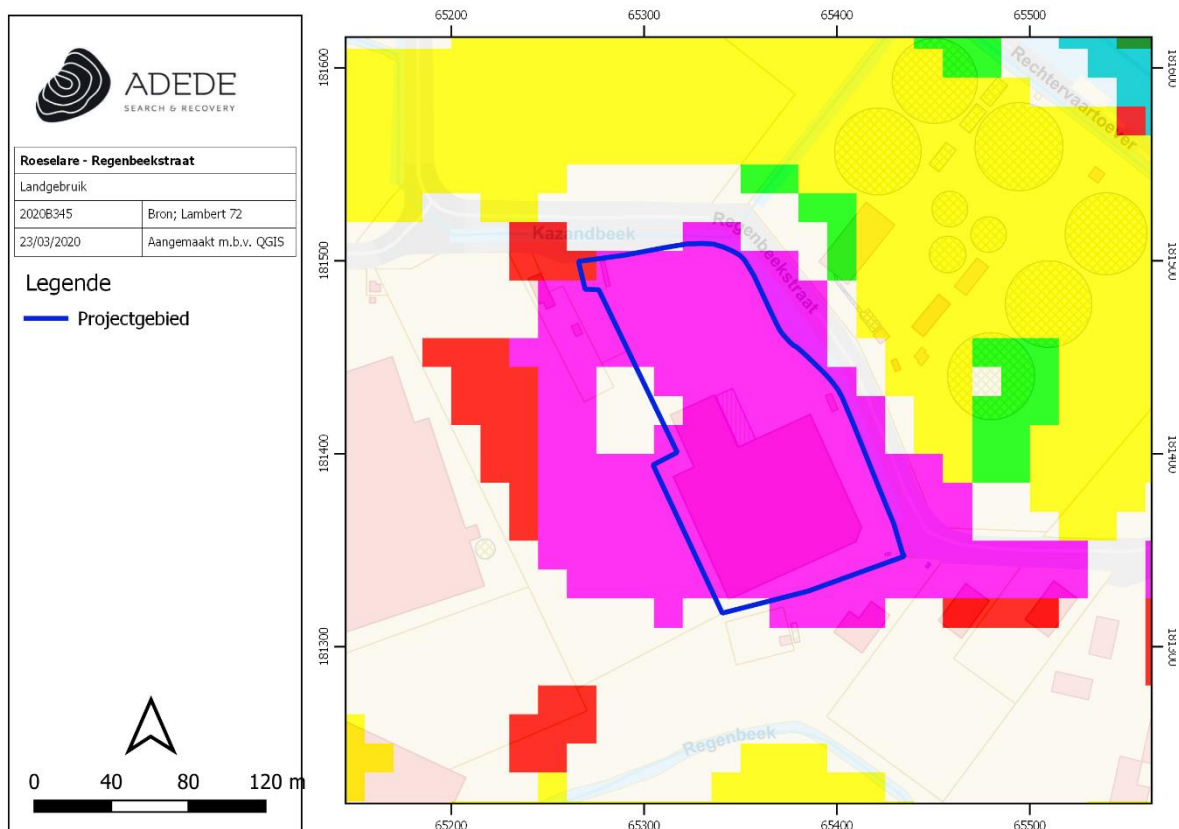 ADEDE
SEARCH & RECOVERY
Roeselare - Regenbeekstraat
Landgebruik
2020B345 Bron; Lambert 72
23/03/2020 Aangemaakt m.b.v. QGIS
Legende
Projectgebied
0 40 80 120 m
65200 65300 65400 65500
181600 181600
181500 181500
181400 181400
181300 181300
65200 65300 65400 65500
Rechtervaartoever
Kazandbeek
Regenbeekstraat
Regenbeek